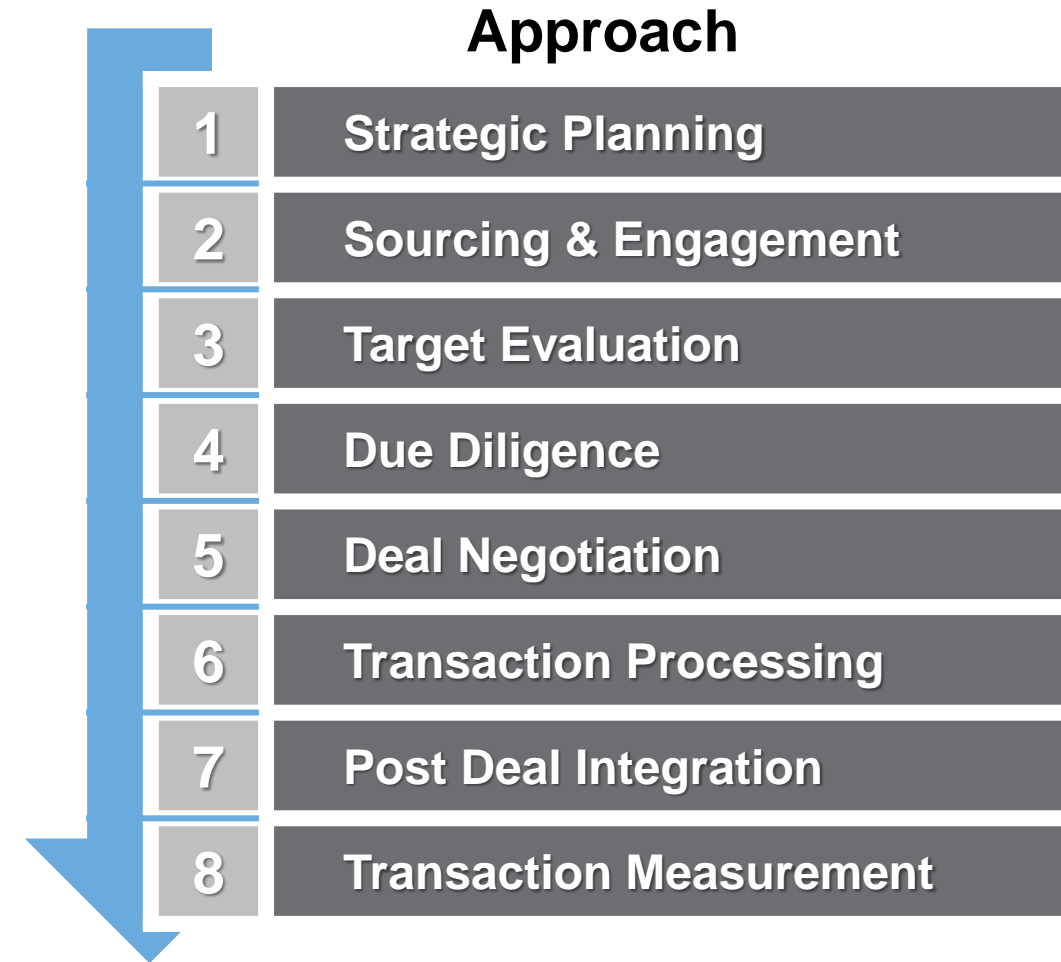 Approach
1 Strategic Planning
2 Sourcing & Engagement
3 Target Evaluation
4 Due Diligence
5 Deal Negotiation
6 Transaction Processing
7 Post Deal Integration
8 Transaction Measurement